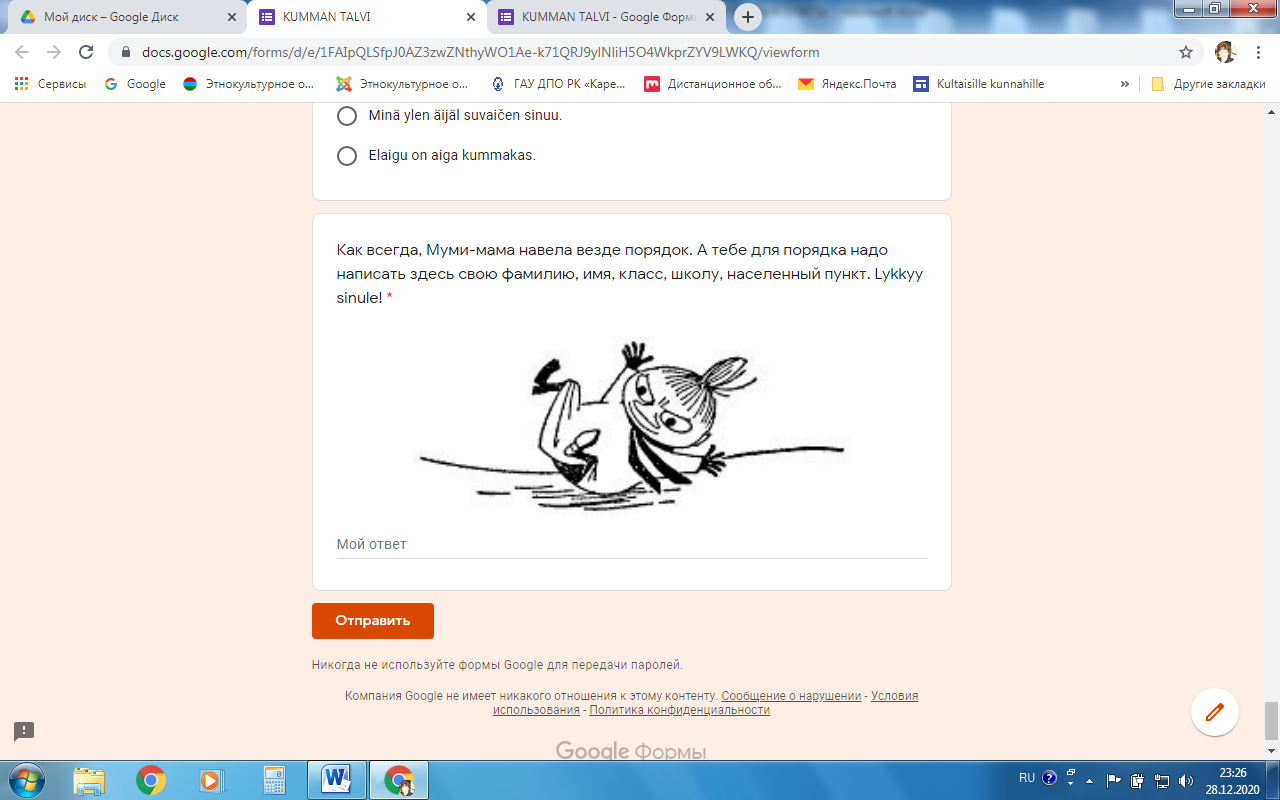 Мой диск – Google Диск
KUMMAN TALVI
KUMMAN TALVI - Google Форм
docs.google.com/forms/d/e/1FAIpQLSfpJ0AZ3zwZNthyWO1Ae-k71QRJ9ylNIiH5O4WkprZYV9LWKQ/viewform
Сервисы
Google
Этнокультурное о...
Этнокультурное о...
ГАУ ДПО РК «Каре...
Дистанционное об...
Яндекс.Почта
Kultaisille kunnahille
»
Другие закладки
Minä ylen äijäl suvaičen sinuu.
Elaigu on aiga kummakas.
Как всегда, Муми-мама навела везде порядок. А тебе для порядка надо
написать здесь свою фамилию, имя, класс, школу, населенный пункт. Lykkyy
sinule! *
Мой ответ
Отправить
Никогда не используйте формы Google для передачи паролей.
Компания Google не имеет никакого отношения к этому контенту. Сообщение о нарушении - Условия
использования - Политика конфиденциальности
Google Формы
RU
23:26
28.12.2020